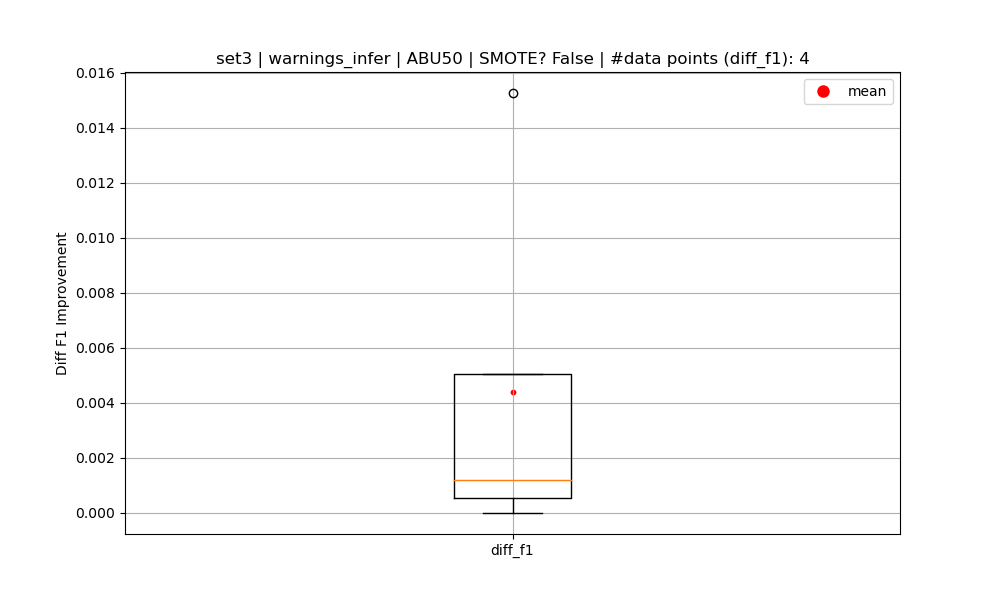 set3 | warnings_infer | ABU50 | SMOTE? False | #data points (diff_f1): 4
mean
0.016
0.014
0.012
0.010
0.008
0.006
0.004
0.002
0.000
Diff F1 Improvement
diff_f1